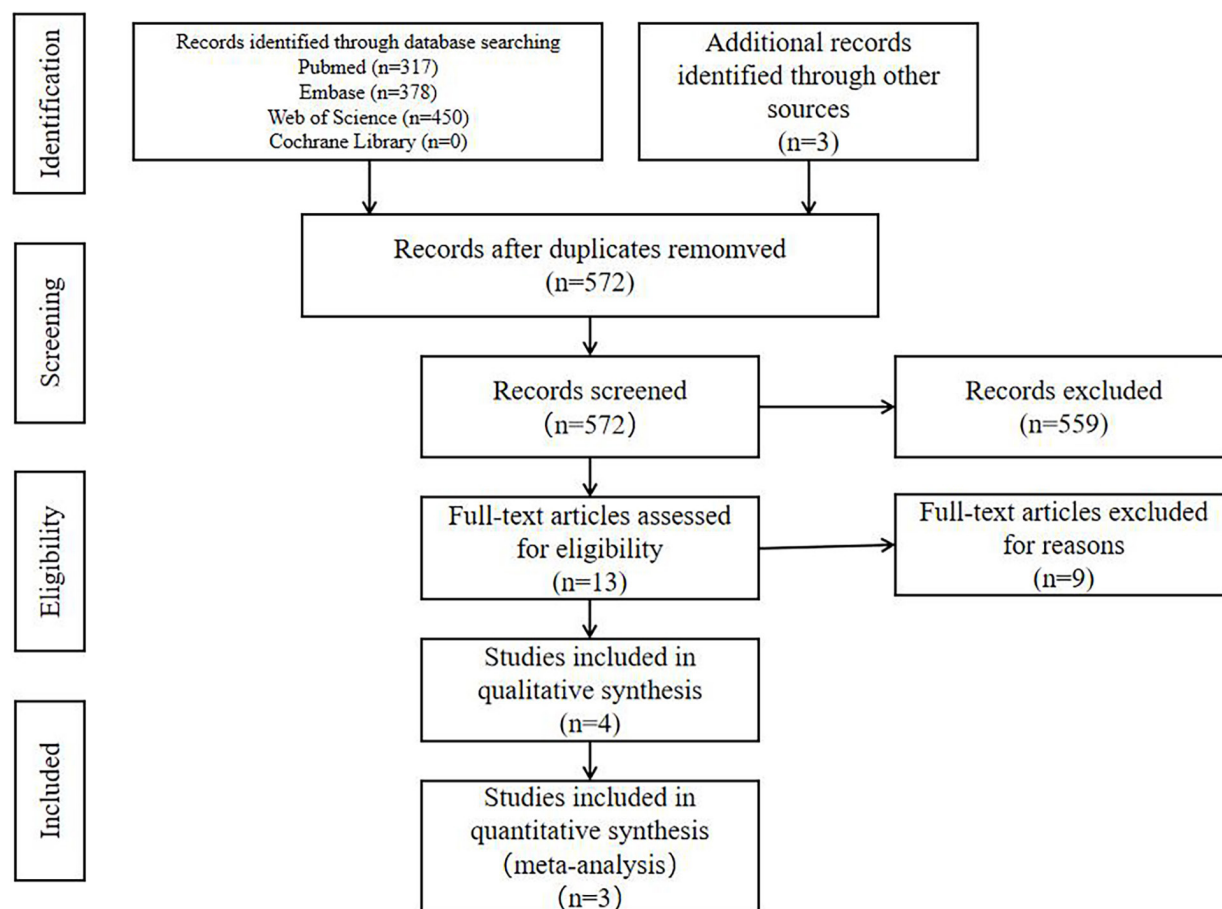 Identification
Records identified through database searching
Pubmed (n=317)
Embase (n=378)
Web of Science (n=450)
Cochrane Library (n=0)
Additional records
identified through other
sources
(n=3)
Screening
Records after duplicates remomved
(n=572)
Records screened
(n=572)
Records excluded
(n=559)
Eligibility
Full-text articles assessed
for eligibility
(n=13)
Full-text articles excluded
for reasons
(n=9)
Studies included in
qualitative synthesis
(n=4)
Included
Studies included in
quantitative synthesis
(meta-analysis)
(n=3)